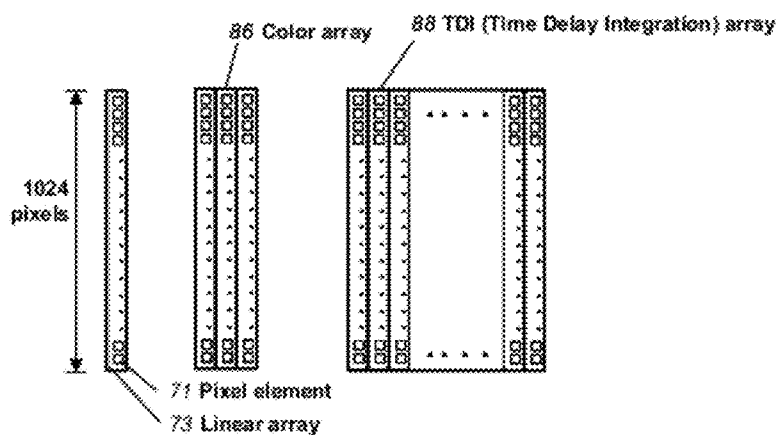 86 Color array
88 TDI (Time Delay Integration) array
1024
pixels
71 Pixel element
73 Linear array